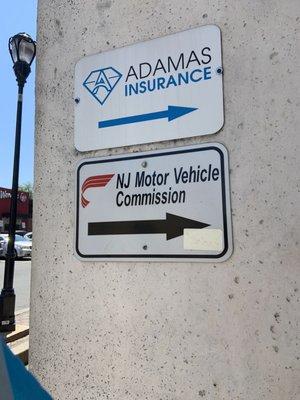 ADAMAS
INSURANCE
NJ Motor Vehicle
Commission